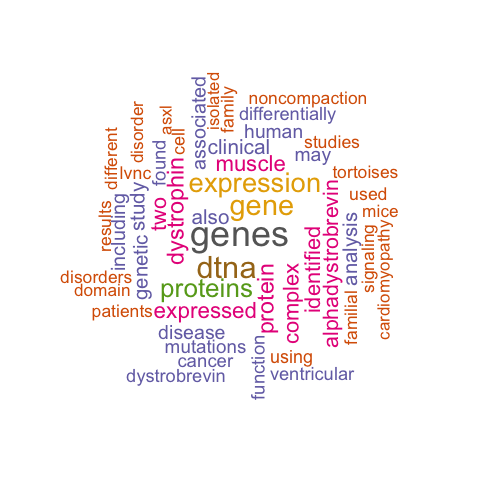 noncompaction
differentially
human
studies
clinical
may
muscle
tortoises
expression
used
gene
mice
also
genes
dtna
proteins
expressed
disease
mutations
cancer
dystrobrevin
using
ventricular
disorders
domain
patients
associated
isolated
family
asxl
cell
disorder
different
lvnc
found
dystrophin
two
study
genetic
including
results
protein
complex
identified
alphadystrobrevin
analysis
familial
signaling
cardiomyopathy
function